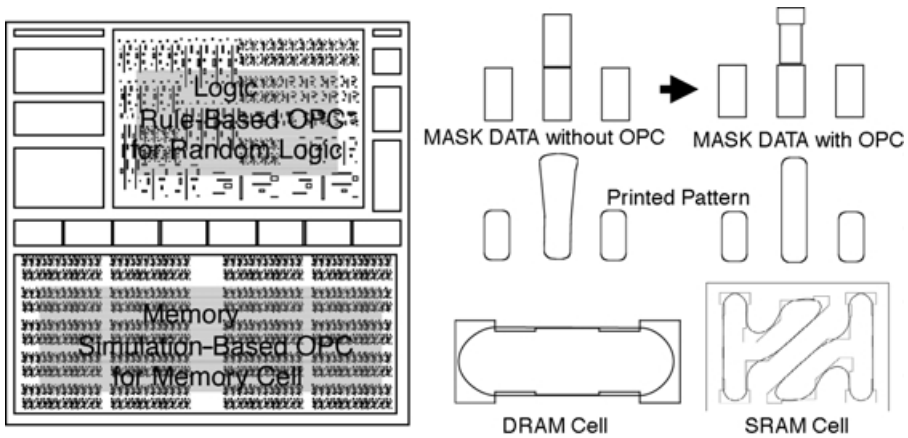 Logic
Rule-Based OPC
for Random Logic
Memory
Simulation-Based OPC
for Memory Cell
MASK DATA without OPC
MASK DATA with OPC
Printed Pattern
DRAM Cell
SRAM Cell